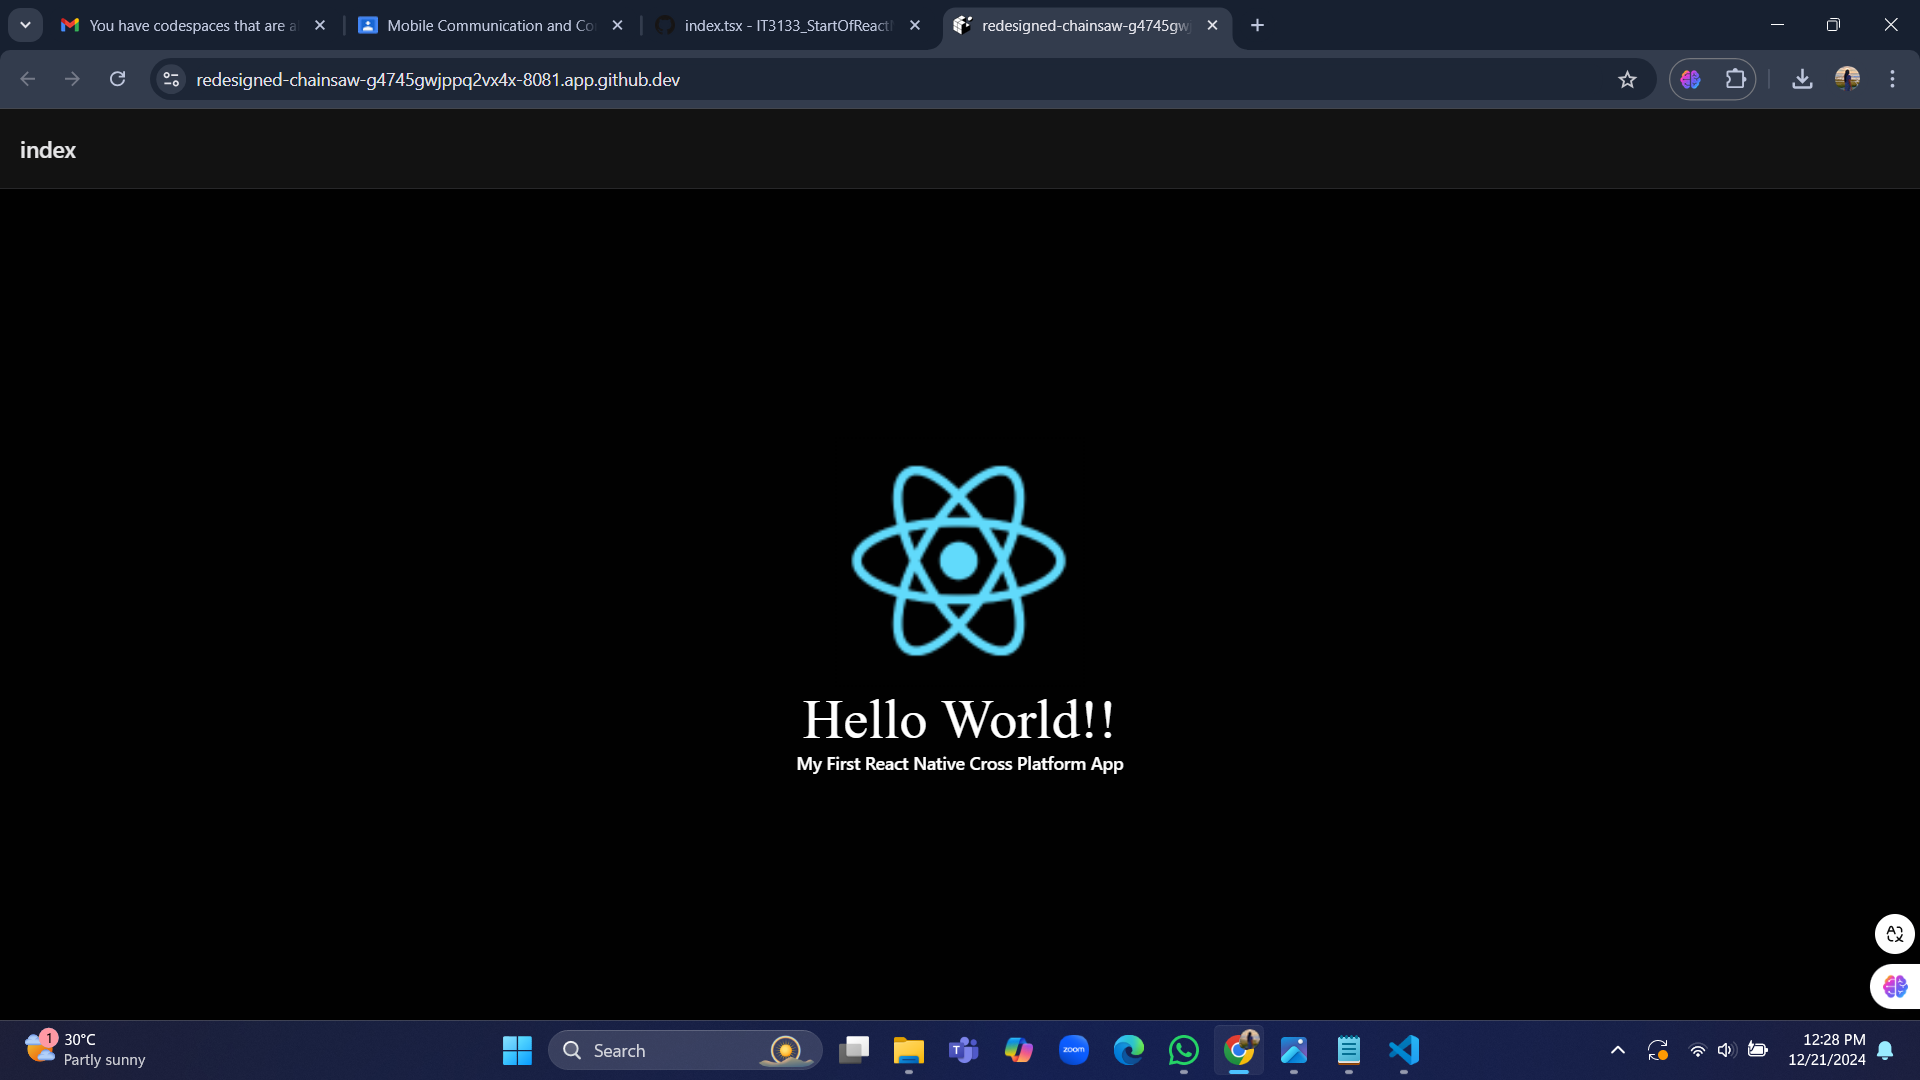 You have codespaces that are a
Mobile Communication and Co
index.tsx - IT3133_StartOfReact
redesigned-chainsaw-g4745gwj
redesigned-chainsaw-g4745gwjppq2vx4x-8081.app.github.dev
index
Hello World!!
My First React Native Cross Platform App
1
30°C
Partly sunny
Search
zoom
12:28 PM
12/21/2024